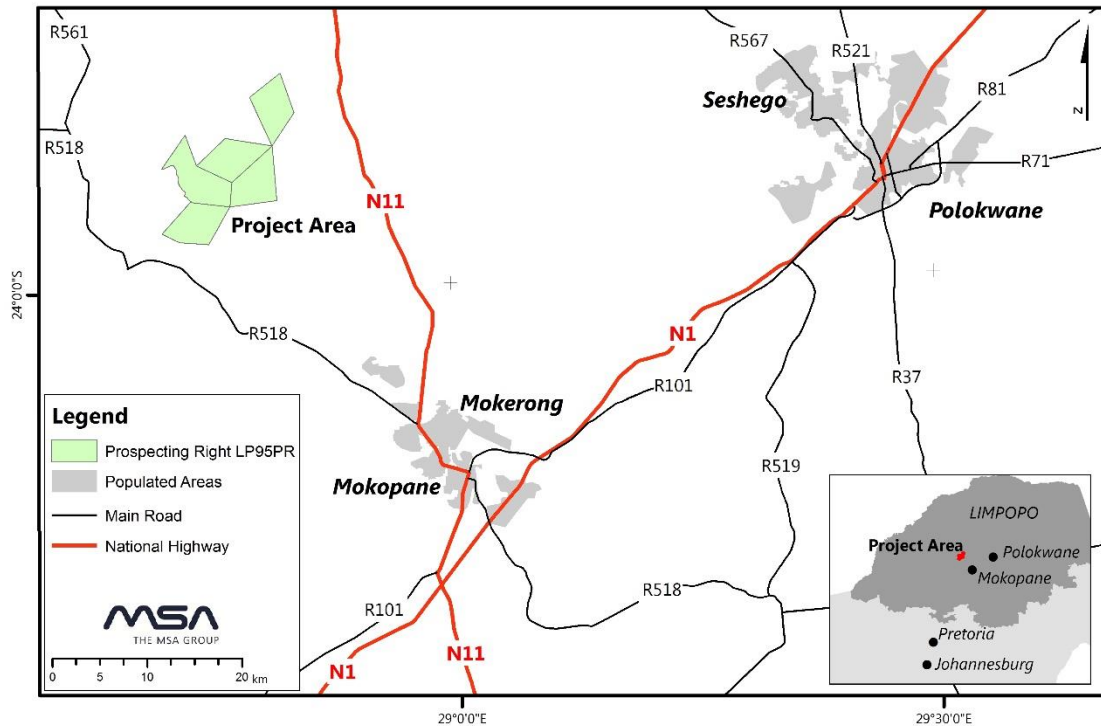 R561
R567
R521
Seshego
R81
N
R518
N11
R71
Project Area
Polokwane
24°0'0"S
R518
N1
R101
R37
Mokerong
Mokopane
R519
Legend
Prospecting Right LP95PR
Populated Areas
Main Road
National Highway
MSA
THE MSA GROUP
0 5 10 20 km
R101
R518
N1
N11
LIMPOPO
Project Area
Polokwane
Mokopane
Pretoria
Johannesburg
29°0'0"E
29°30'0"E